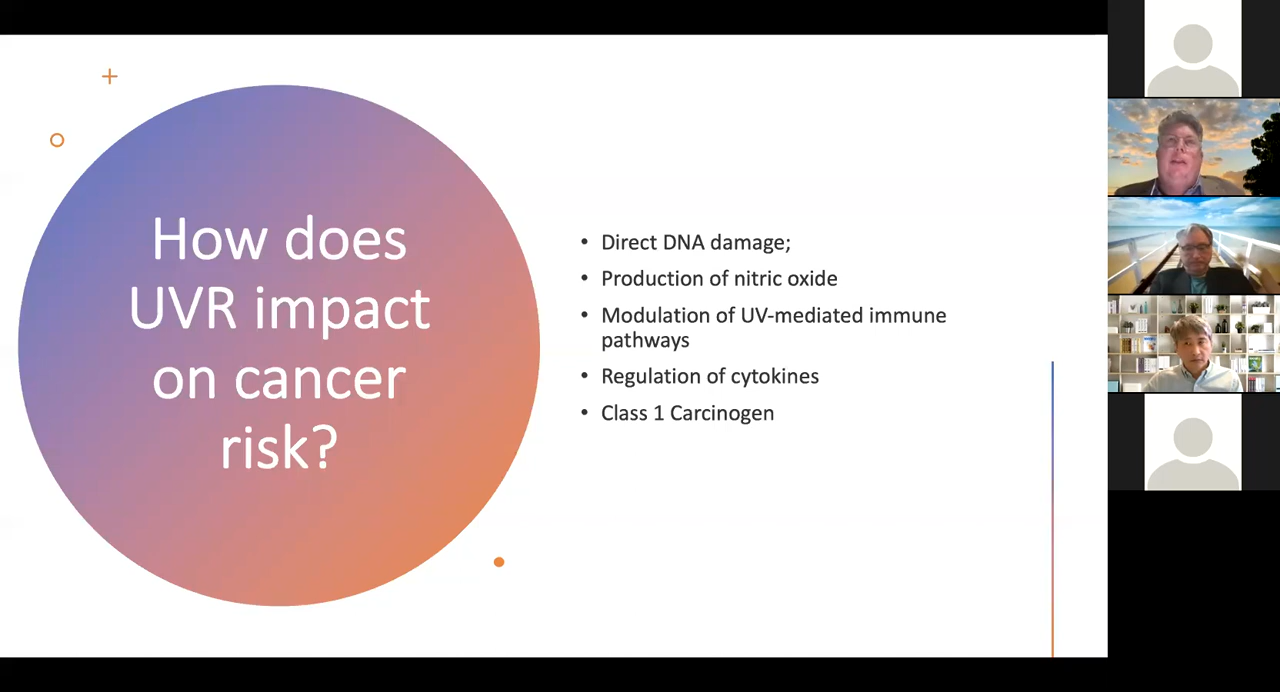 How does
UVR impact
on cancer
risk?
• Direct DNA damage;
• Production of nitric oxide
• Modulation of UV-mediated immune
pathways
• Regulation of cytokines
• Class 1 Carcinogen